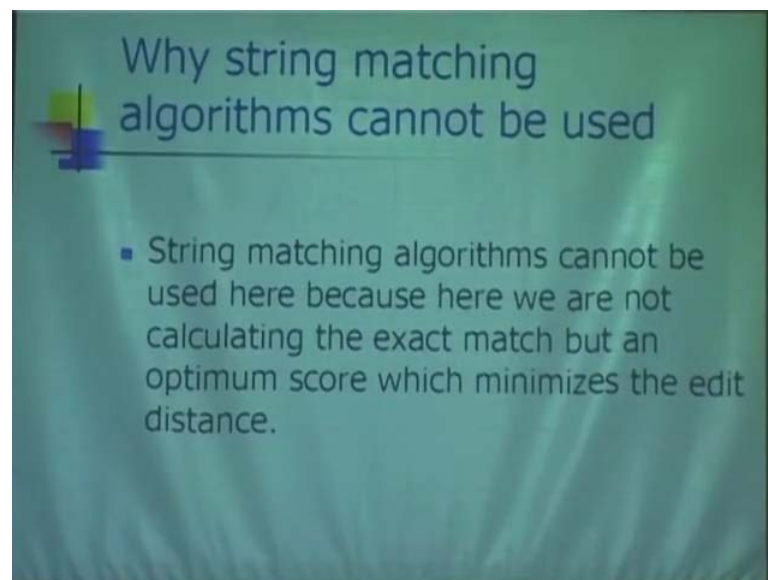 Why string matching
algorithms cannot be used
String matching algorithms cannot be
used here because here we are not
calculating the exact match but an
optimum score which minimizes the edit
distance.